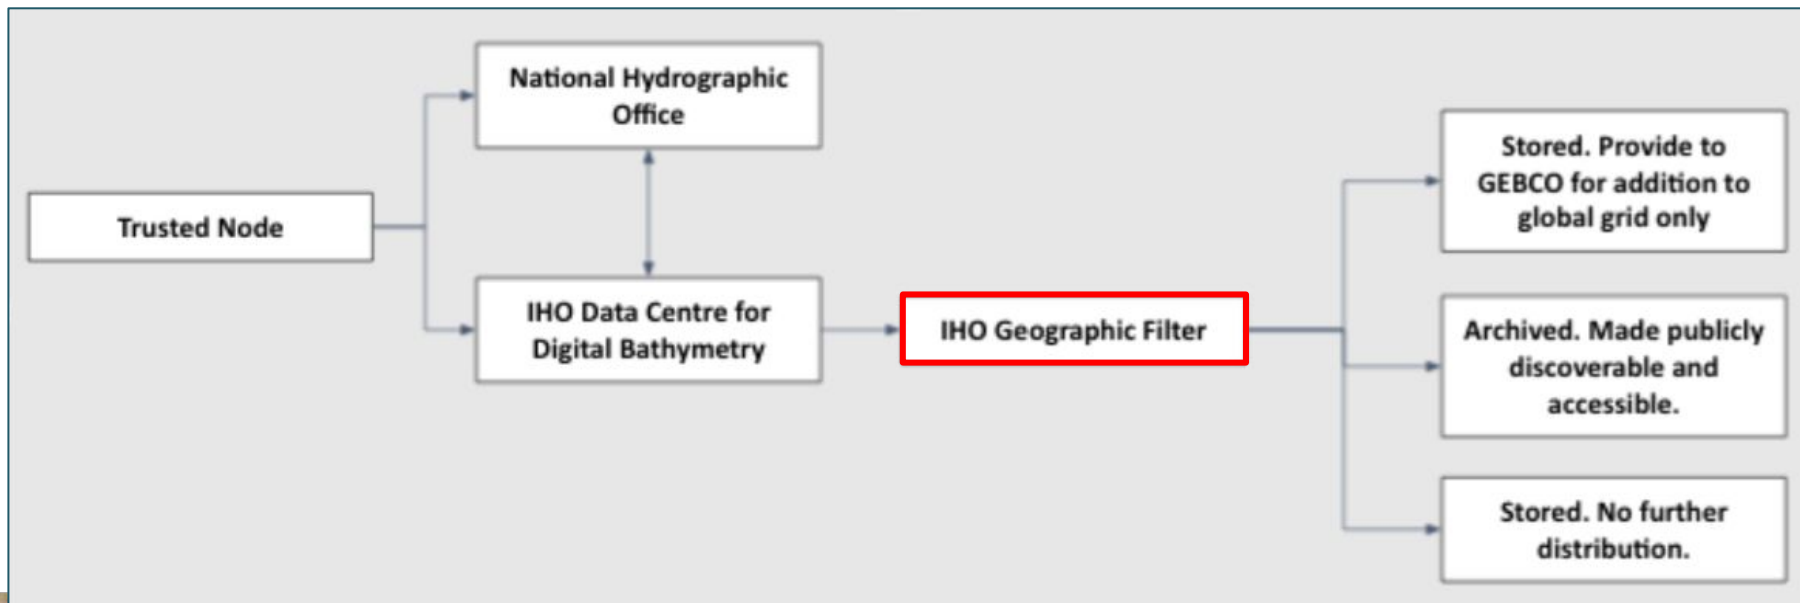 National Hydrographic
Office
Trusted Node
IHO Data Centre for
Digital Bathymetry
IHO Geographic Filter
Stored. Provide to
GEBCO for addition to
global grid only
Archived. Made publicly
discoverable and
accessible.
Stored. No further
distribution.